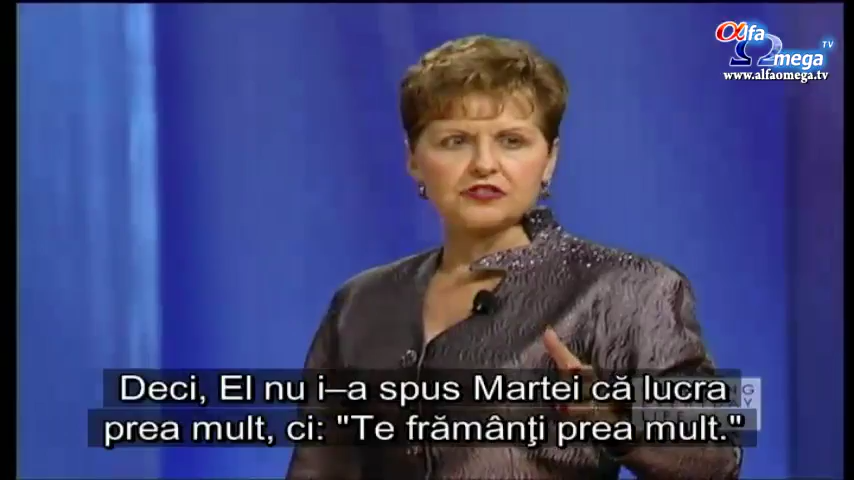 alfa
Omega TV
www.alfaomega.tv
Deci, El nu i–a spus Martei că lucra
prea mult, ci: "Te frămânţi prea mult."